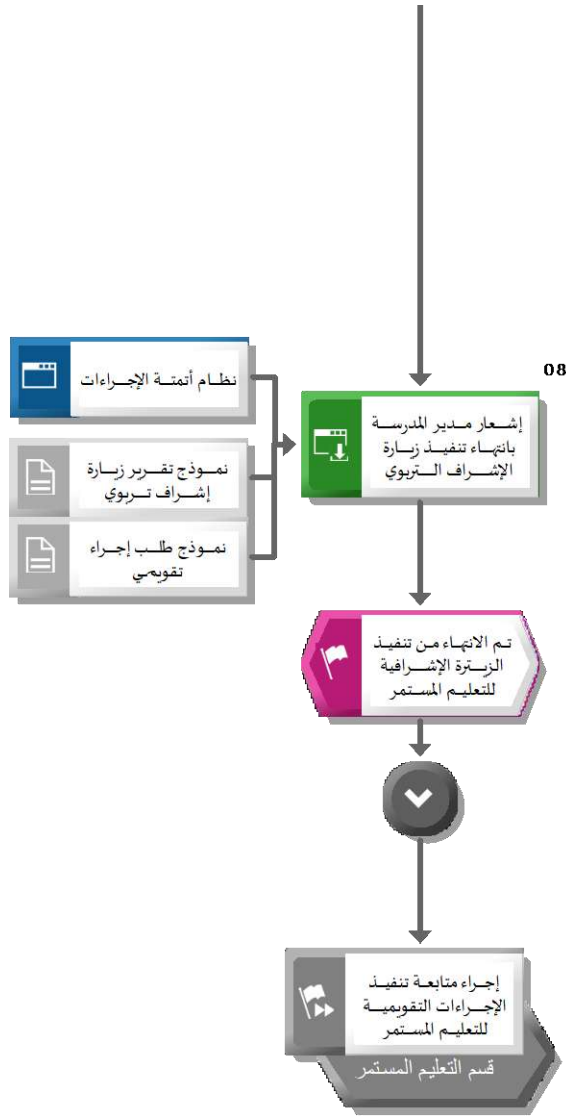 08
إشعار مدير المدرسة
بانتهاء تنفيذ زيارة
الإشراف التربوي
نظام أتمتة الإجراءات
نموذج تقرير زيارة
إشراف تربوي
نموذج طلب إجراء
تقويمي
تم الانتهاء من تنفيذ
الزبترة الإشرافية
للتعليم المستمر
إجراء متابعة تنفيذ
الإجراءات التقويمية
للتعليم المستمر
قسم التعليم المستمر